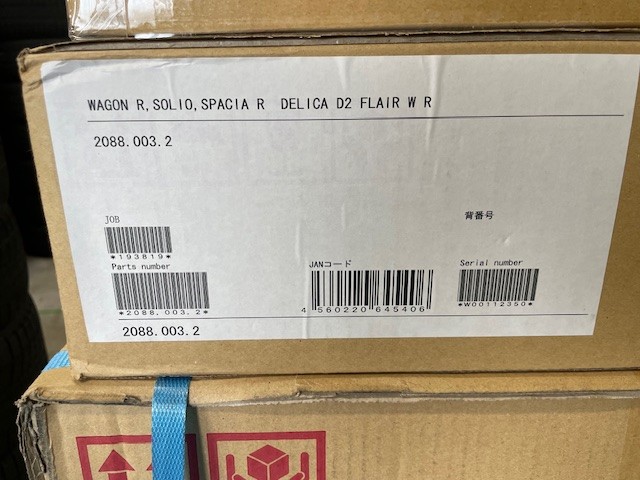 WAGON R,SOLIO,SPACIA R DELICA D2 FLAIR W R
2088.003.2
JOB
背番号
*193819*
Parts number
JANコード
Serial number
*2088.003.2*
4 560220 645406
*W00112350*
2088.003.2